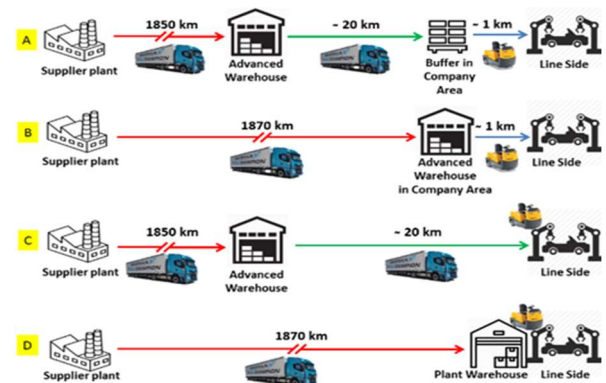 A
1850 km
~ 20 km
~ 1 km
Supplier plant
Advanced
Warehouse
Buffer in
Company
Area
Line Side
B
1870 km
~ 1 km
Supplier plant
Advanced
Warehouse
in Company Area
Line Side
C
1850 km
~ 20 km
Supplier plant
Advanced
Warehouse
Line Side
D
1870 km
Supplier plant
Plant Warehouse
Line Side